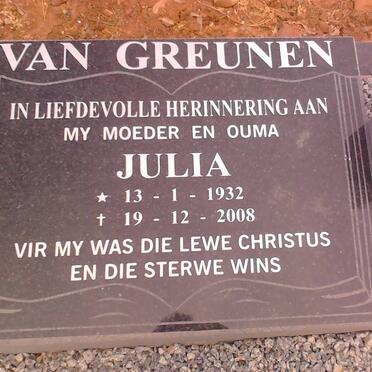 VAN GREUNEN
IN LIEFDEVOLLE HERINNERING AAN
MY MOEDER EN OUMA
JULIA
★ 13 - 1 - 1932
† 19 - 12 - 2008
VIR MY WAS DIE LEWE CHRISTUS
EN DIE STERWE WINS